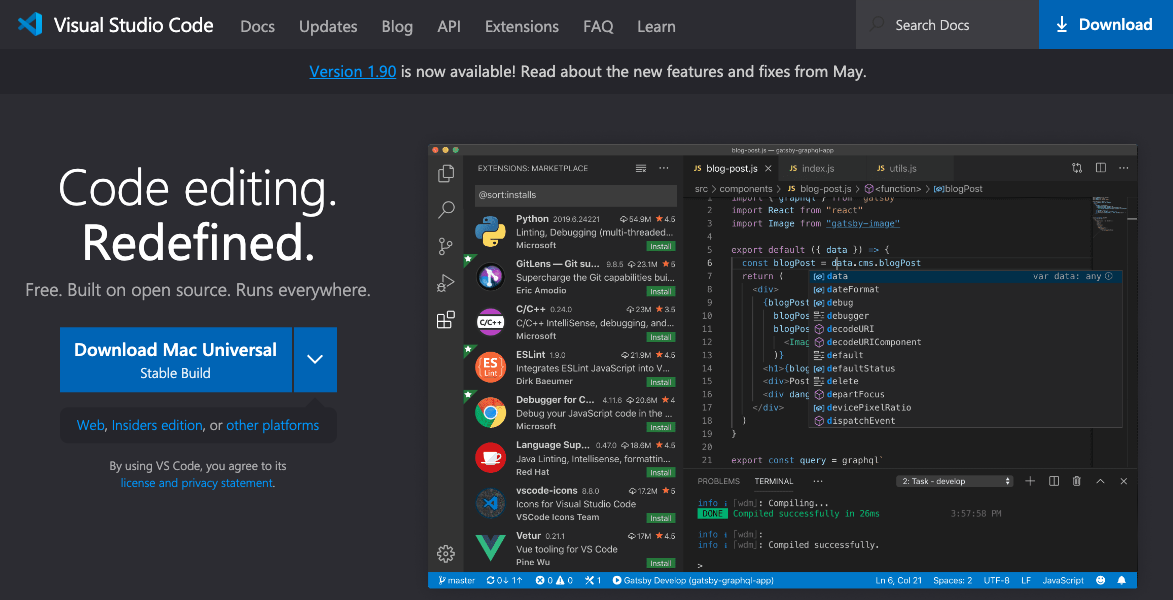 Visual Studio Code Docs Updates Blog API Extensions FAQ Learn Search Docs Download
Version 1.90 is now available! Read about the new features and fixes from May.
Code editing.
Redefined.
Free. Built on open source. Runs everywhere.
Download Mac Universal
Stable Build
Web, Insiders edition, or other platforms
By using VS Code, you agree to its
license and privacy statement.
blog-post.js — gatsby-graphql-app
EXTENSIONS: MARKETPLACE
@sort:installs
Python 2019.6.24221 54.9M 4.5
Linting, Debugging (multi-threaded...
Microsoft Install
GitLens — Git su... 9.8.5 23.1M 5
Supercharge the Git capabilities bui...
Eric Amodio Install
C/C++ 0.24.0 23M 3.5
C/C++ IntelliSense, debugging, and...
Microsoft Install
C/C++
ESLint 1.9.0 21.9M 4.5
Integrates ESLint JavaScript into V...
Dirk Baeumer Install
ES
Lint
Debugger for C... 4.11.6 20.6M 4
Debug your JavaScript code in the ...
Microsoft Install
Language Sup... 0.47.0 18.6M 4.5
Java Linting, Intellisense, formattin...
Red Hat Install
vscode-icons 8.8.0 17.2M 5
Icons for Visual Studio Code
VSCode Icons Team Install
Vetur 0.21.1 17M 4.5
Vue tooling for VS Code
Pine Wu Install
JS blog-post.js JS index.js JS utils.js
src > components > JS blog-post.js > <function> > blogPost
1 import { graphql } from "gatsby"
2 import React from "react"
3 import Image from "gatsby-image"
4
5 export default ({ data }) => {
6 const blogPost = data.cms.blogPost
7 return (
8 <div>
9 {blogPost
10 blogPo
11 blogPo
12 <Imag
13 )}
14 <h1>{blog
15 <div>Post
16 <div dang
17 </div>
18 )
19 }
20
21 export const query = graphql`
data var data: any
dateFormat
debug
debugger
decodeURI
decodeURIComponent
default
defaultStatus
delete
departFocus
devicePixelRatio
dispatchEvent
PROBLEMS TERMINAL ... 2: Task - develop
info : [wdm]: Compiling...
DONE Compiled successfully in 26ms 3:57:58 PM
info : [wdm]:
info : [wdm]: Compiled successfully.
>
master 0↓ 1↑ 0 0 1 Gatsby Develop (gatsby-graphql-app) Ln 6, Col 21 Spaces: 2 UTF-8 LF JavaScript